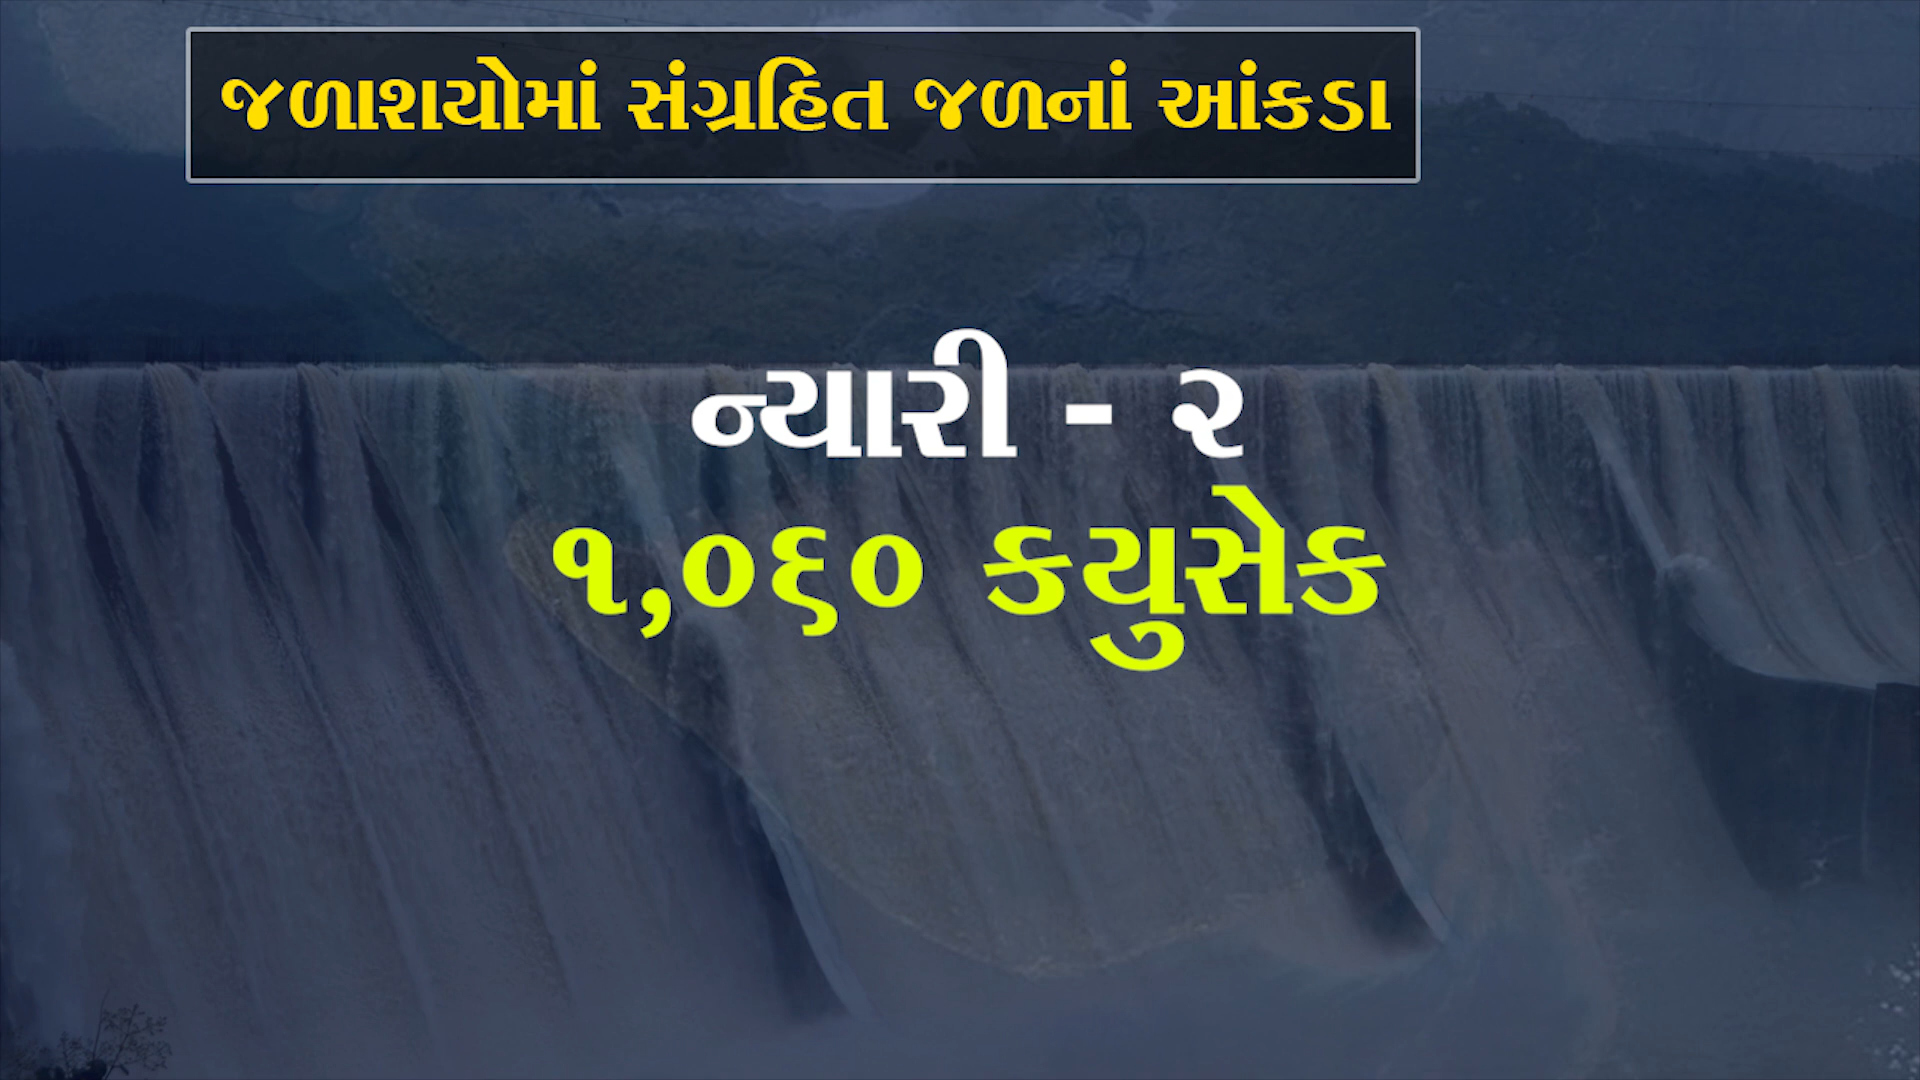 જળાશયોમાં સંગ્રહિત જળનાં આંકડા
ન્યારી - ૨
૧,૦૬૦ કયુસેક